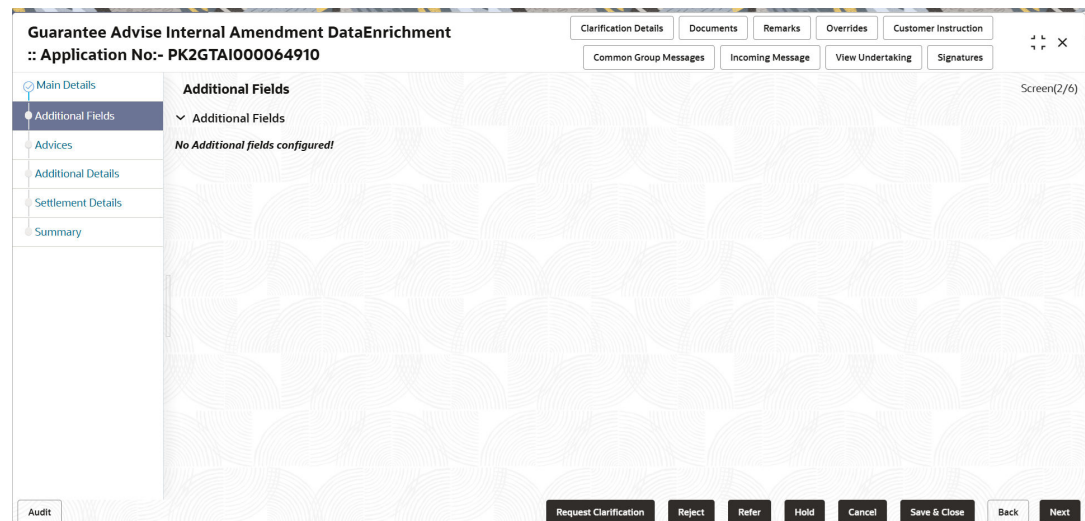 Guarantee Advise Internal Amendment DataEnrichment
:: Application No:- PK2GTAI000064910
Clarification Details
Documents
Remarks
Overrides
Customer Instruction
Common Group Messages
Incoming Message
View Undertaking
Signatures
Main Details
Additional Fields
Advices
Additional Details
Settlement Details
Summary
Additional Fields
Screen(2/6)
Additional Fields
No Additional fields configured!
Audit
Request Clarification
Reject
Refer
Hold
Cancel
Save & Close
Back
Next